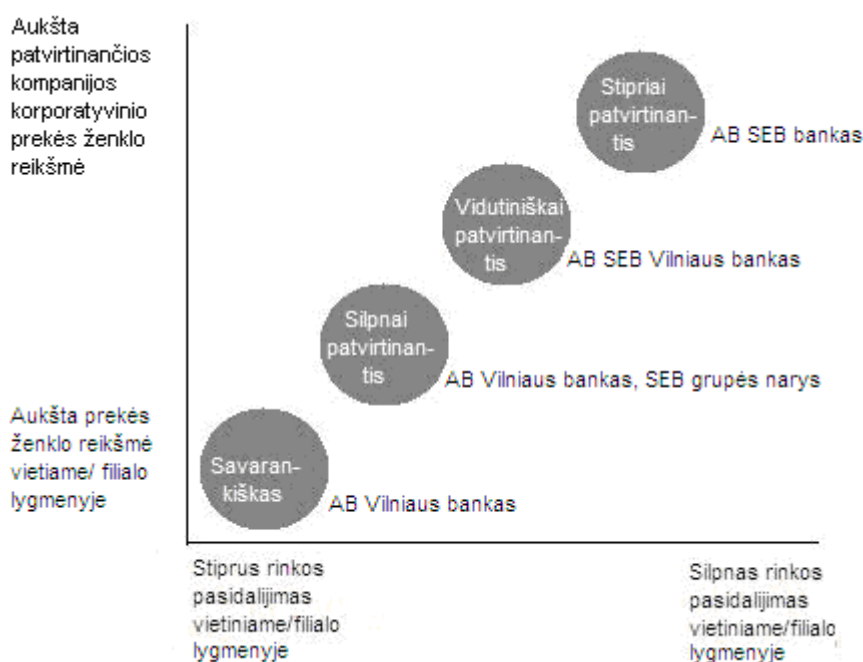 Aukšta
patvirtinančios
kompanijos
korporatyvinio
prekės ženklo
reikšmė
Stipriai
patvirtinan-
tis
AB SEB bankas
Vidutiniškai
patvirtinan-
tis
AB SEB Vilniaus bankas
Silpnai
patvirtinan-
tis
AB Vilniaus bankas, SEB grupės narys
Aukšta prekės
ženklo reikšmė
vietiame/ filialo
lygmenyje
Savaran-
kiškas
AB Vilniaus bankas
Stiprus rinkos
pasidalijimas
vietiniame/filialo
lygmenyje
Silpnas rinkos
pasidalijimas
vietiniame/filialo
lygmenyje